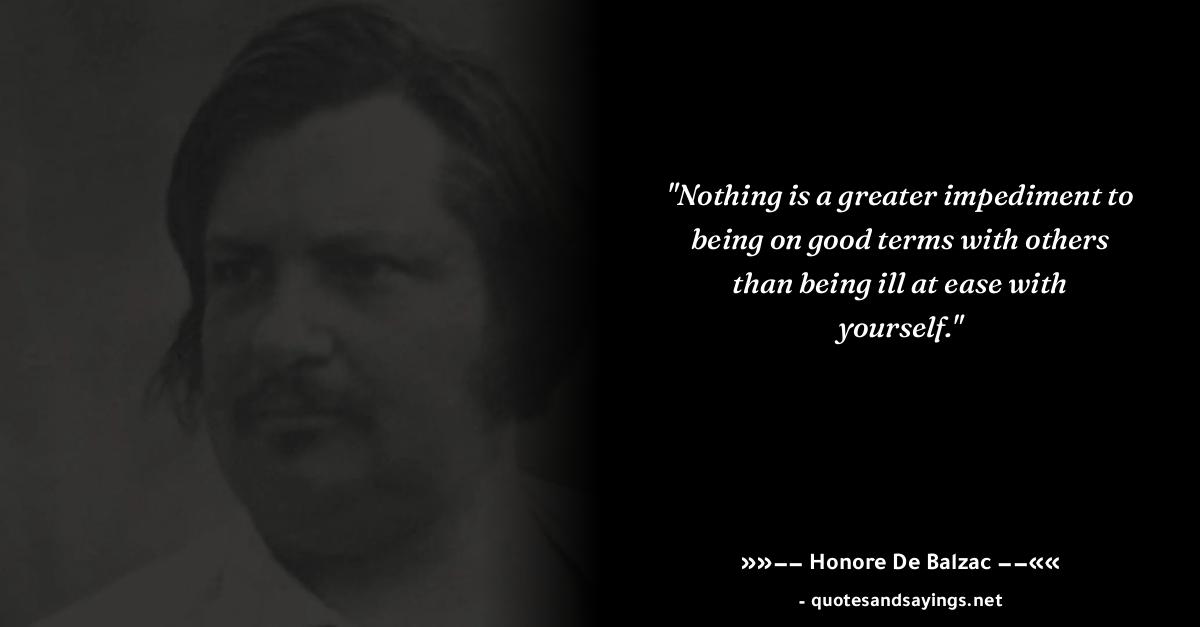 "Nothing is a greater impediment to
being on good terms with others
than being ill at ease with
yourself."
»»–– Honore De Balzac ––««
- quotesandsayings.net